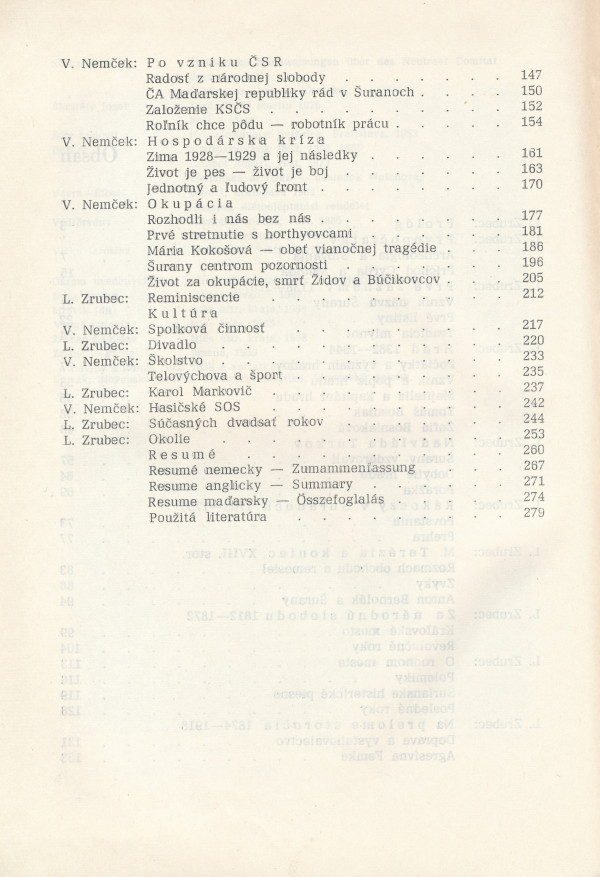 V. Nemček: Po vzniku ČSR
Radosť z národnej slobody . . . . . . 147
ČA Maďarskej republiky rád v Šuranoch . . . . 150
Založenie KSČS . . . . . . . . . 152
Roľník chce pôdu — robotník prácu . . . . . 154
V. Nemček: Hospodárska kríza
Zima 1928—1929 a jej následky . . . . . 161
Život je pes — život je boj . . . . . . 163
Jednotný a ľudový front . . . . . . . 170
V. Nemček: Okupácia
Rozhodli i nás bez nás . . . . . . . 177
Prvé stretnutie s horthyovcami . . . . . 181
Mária Kokošová — obeť vianočnej tragédie . . . 186
Šurany centrom pozornosti . . . . . . 196
Život za okupácie, smrť Židov a Búčikovcov . . . 205
L. Zrubec: Reminiscencie . . . . . . . . 212
Kultúra
V. Nemček: Spolková činnosť . . . . . . . 217
L. Zrubec: Divadlo . . . . . . . . . . 220
V. Nemček: Školstvo . . . . . . . . . . 233
Telovýchova a šport . . . . . . . . 235
L. Zrubec: Karol Markovič . . . . . . . . 237
V. Nemček: Hasičské SOS . . . . . . . . 242
L. Zrubec: Súčasných dvadsať rokov . . . . . 244
L. Zrubec: Okolie . . . . . . . . . . 253
Resumé . . . . . . . . . 260
Resumé nemecky — Zumammenfassung . . . 267
Resume anglicky — Summary . . . . . 271
Resume maďarsky — Összefoglalás . . . . 274
Použitá literatúra . . . . . . . 279